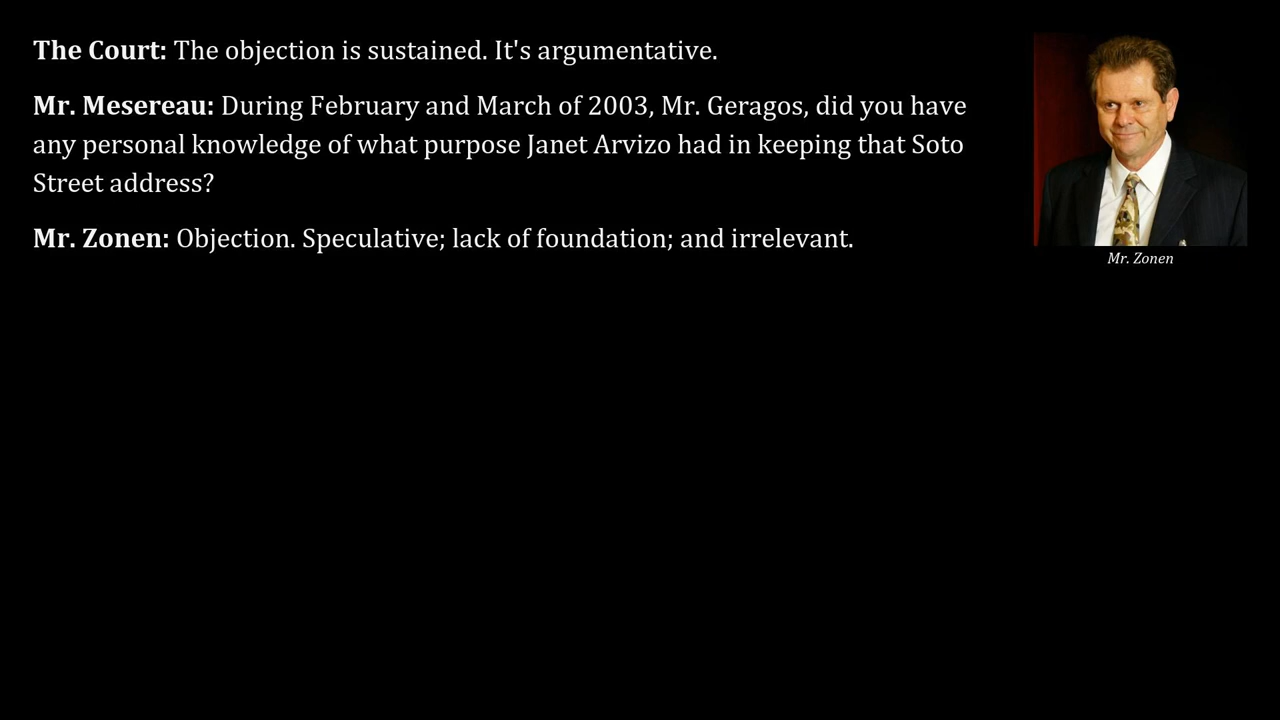 The Court: The objection is sustained. It's argumentative.
Mr. Mesereau: During February and March of 2003, Mr. Geragos, did you have
any personal knowledge of what purpose Janet Arvizo had in keeping that Soto
Street address?
Mr. Zonen: Objection. Speculative; lack of foundation; and irrelevant.
Mr. Zonen